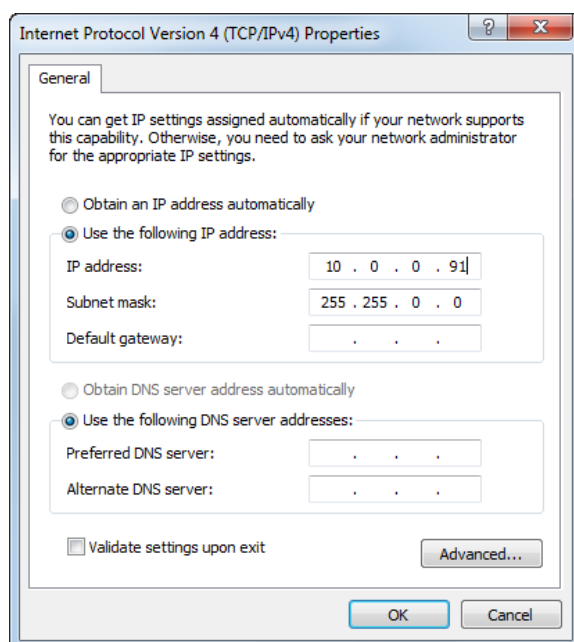 Internet Protocol Version 4 (TCP/IPv4) Properties
?
General
You can get IP settings assigned automatically if your network supports
this capability. Otherwise, you need to ask your network administrator
for the appropriate IP settings.
Obtain an IP address automatically
Use the following IP address:
IP address: 10 . 0 . 0 . 91
Subnet mask: 255 . 255 . 0 . 0
Default gateway: . . .
Obtain DNS server address automatically
Use the following DNS server addresses:
Preferred DNS server: . . .
Alternate DNS server: . . .
Validate settings upon exit
Advanced...
OK Cancel